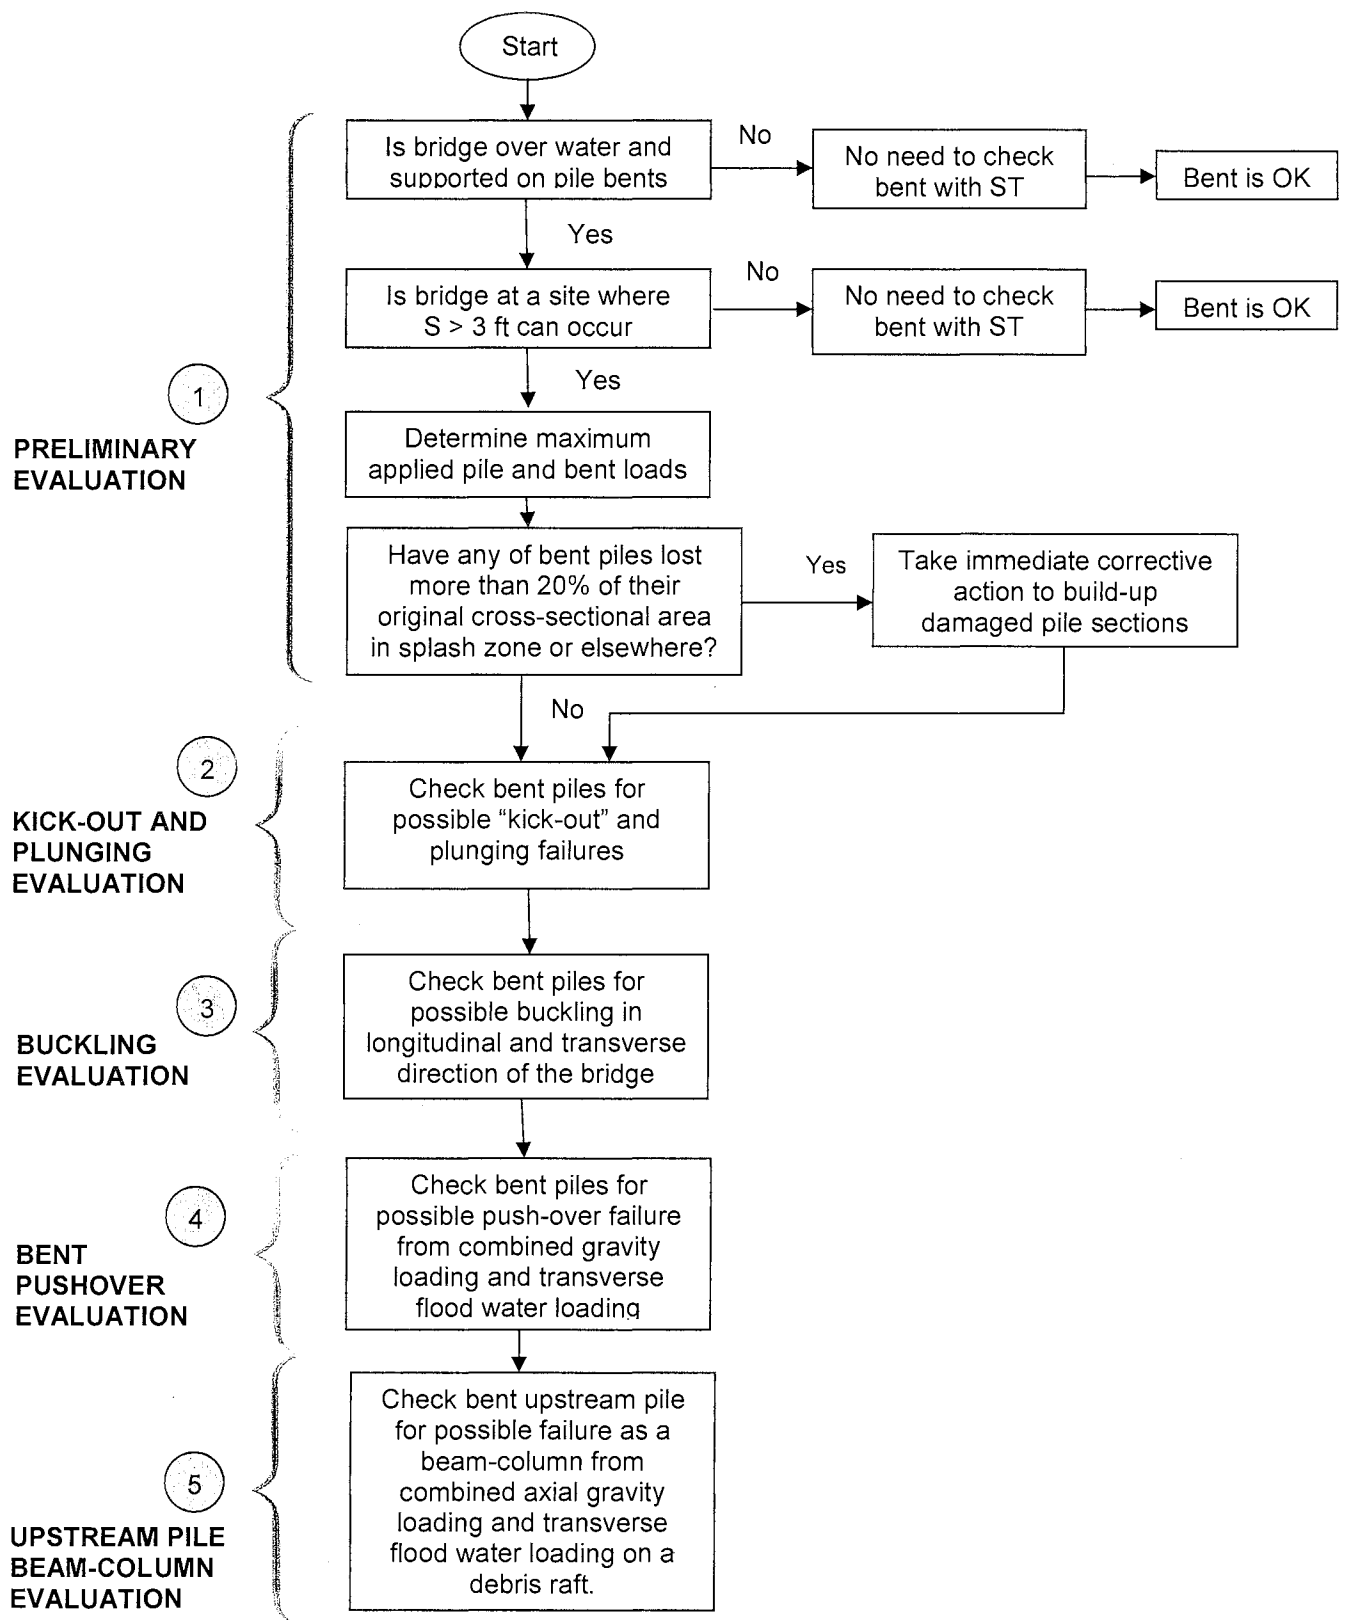 Start
Is bridge over water and
supported on pile bents
No
No need to check
bent with ST
Bent is OK
Yes
Is bridge at a site where
S > 3 ft can occur
No
No need to check
bent with ST
Bent is OK
Yes
1
PRELIMINARY
EVALUATION
Determine maximum
applied pile and bent loads
Have any of bent piles lost
more than 20% of their
original cross-sectional area
in splash zone or elsewhere?
Yes
Take immediate corrective
action to build-up
damaged pile sections
No
2
KICK-OUT AND
PLUNGING
EVALUATION
Check bent piles for
possible “kick-out” and
plunging failures
3
BUCKLING
EVALUATION
Check bent piles for
possible buckling in
longitudinal and transverse
direction of the bridge
4
BENT
PUSHOVER
EVALUATION
Check bent piles for
possible push-over failure
from combined gravity
loading and transverse
flood water loading
5
UPSTREAM PILE
BEAM-COLUMN
EVALUATION
Check bent upstream pile
for possible failure as a
beam-column from
combined axial gravity
loading and transverse
flood water loading on a
debris raft.